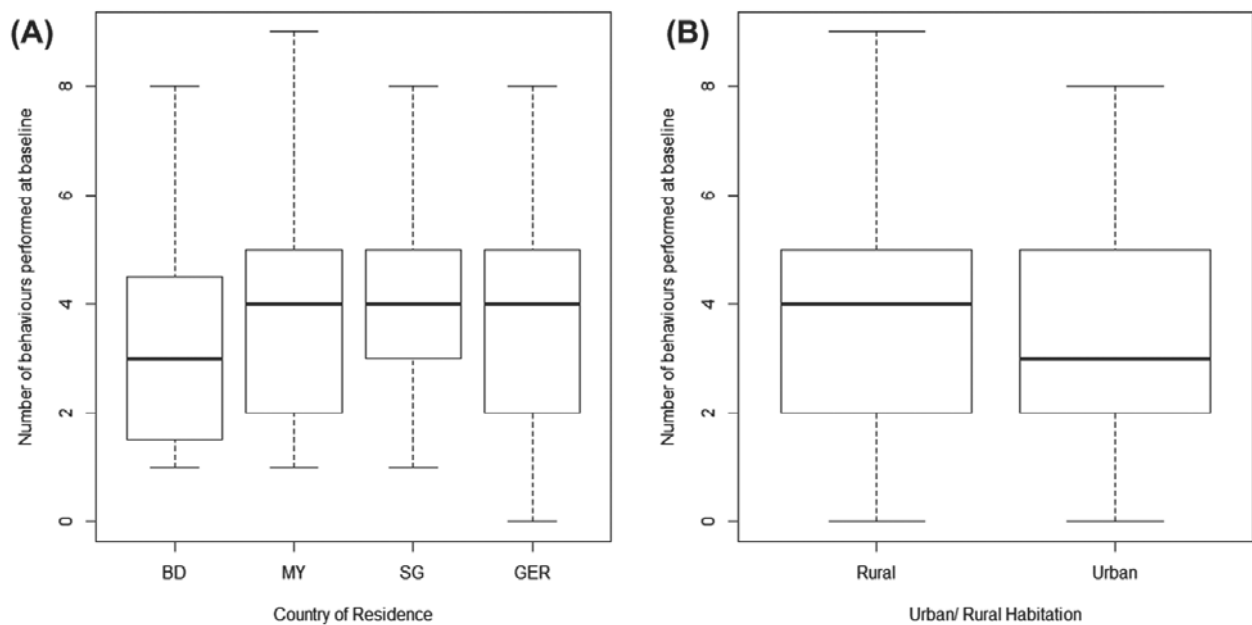 (A)
Number of behaviours performed at baseline
8
6
4
2
0
BD MY SG GER
Country of Residence
(B)
Number of behaviours performed at baseline
8
6
4
2
0
Rural Urban
Urban/ Rural Habitation